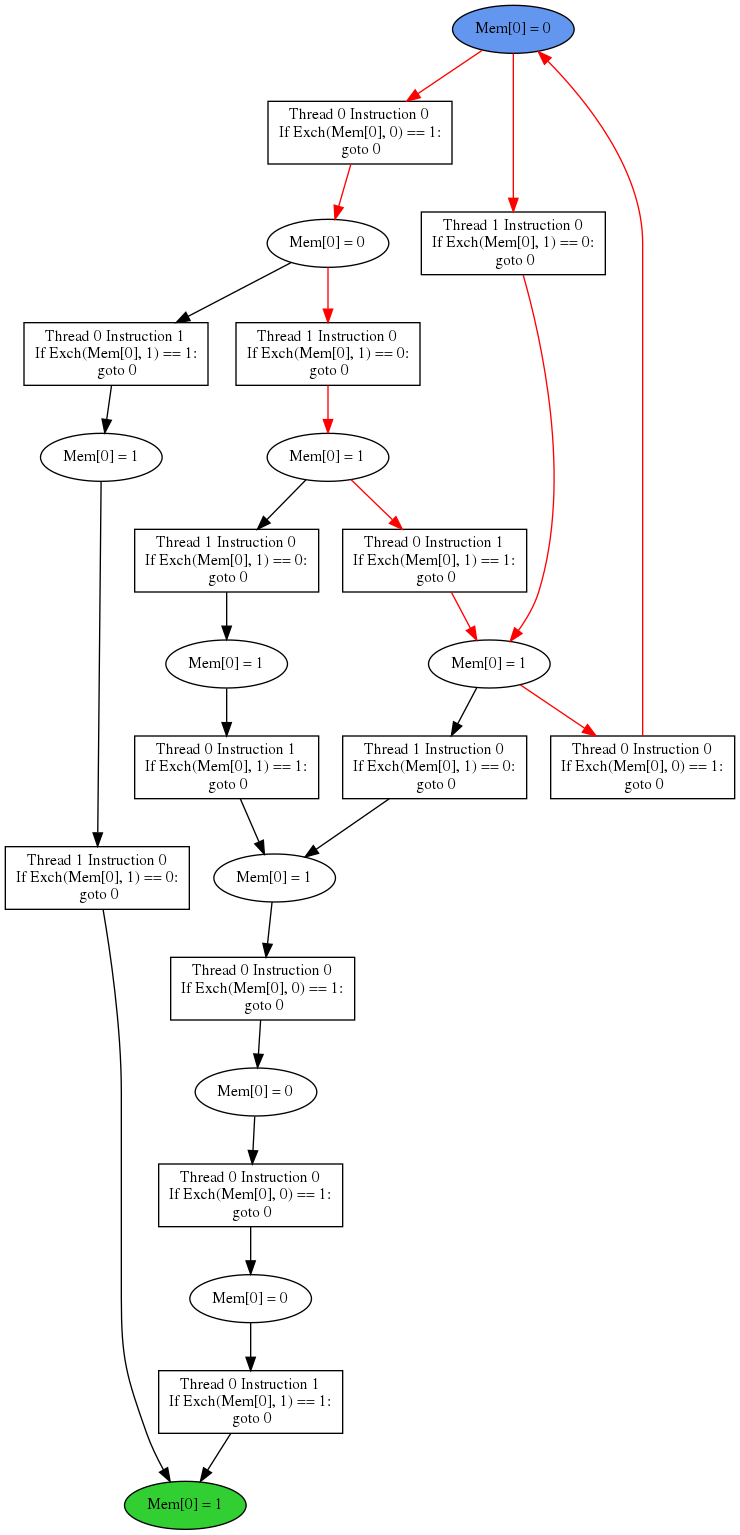 Mem[0] = 0
Thread 0 Instruction 0
If Exch(Mem[0], 0) == 1:
goto 0
Thread 1 Instruction 0
If Exch(Mem[0], 1) == 0:
goto 0
Mem[0] = 0
Thread 0 Instruction 1
If Exch(Mem[0], 1) == 1:
goto 0
Thread 1 Instruction 0
If Exch(Mem[0], 1) == 0:
goto 0
Mem[0] = 1
Mem[0] = 1
Thread 1 Instruction 0
If Exch(Mem[0], 1) == 0:
goto 0
Thread 0 Instruction 1
If Exch(Mem[0], 1) == 1:
goto 0
Mem[0] = 1
Mem[0] = 1
Thread 0 Instruction 1
If Exch(Mem[0], 1) == 1:
goto 0
Thread 1 Instruction 0
If Exch(Mem[0], 1) == 0:
goto 0
Thread 0 Instruction 0
If Exch(Mem[0], 0) == 1:
goto 0
Thread 1 Instruction 0
If Exch(Mem[0], 1) == 0:
goto 0
Mem[0] = 1
Thread 0 Instruction 0
If Exch(Mem[0], 0) == 1:
goto 0
Mem[0] = 0
Thread 0 Instruction 0
If Exch(Mem[0], 0) == 1:
goto 0
Mem[0] = 0
Thread 0 Instruction 1
If Exch(Mem[0], 1) == 1:
goto 0
Mem[0] = 1